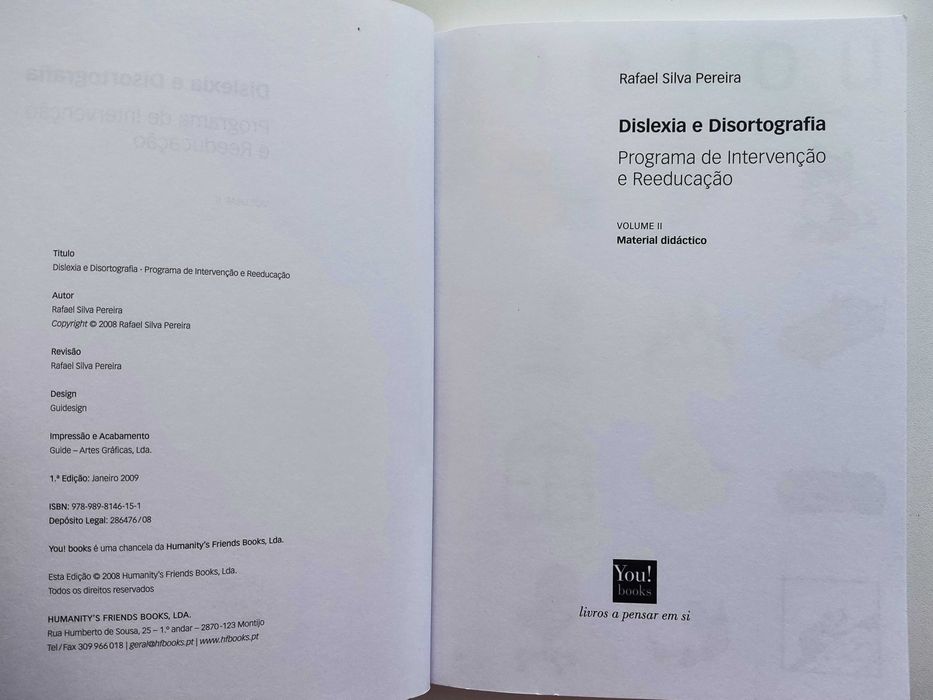 Título
Dislexia e Disortografia - Programa de Intervenção e Reeducação
Autor
Rafael Silva Pereira
Copyright © 2008 Rafael Silva Pereira
Revisão
Rafael Silva Pereira
Design
Guidesign
Impressão e Acabamento
Guide – Artes Gráficas, Lda.
1.ª Edição: Janeiro 2009
ISBN: 978-989-8146-15-1
Depósito Legal: 286476/08
You! books é uma chancela da Humanity's Friends Books, Lda.
Esta Edição © 2008 Humanity's Friends Books, Lda.
Todos os direitos reservados
HUMANITY'S FRIENDS BOOKS, LDA.
Rua Humberto de Sousa, 25 – 1.º andar – 2870-123 Montijo
Tel/Fax 309 966 018 | geral@hfbooks.pt | www.hfbooks.pt
Rafael Silva Pereira
Dislexia e Disortografia
Programa de Intervenção
e Reeducação
VOLUME II
Material didáctico
You!
books
livros a pensar em si